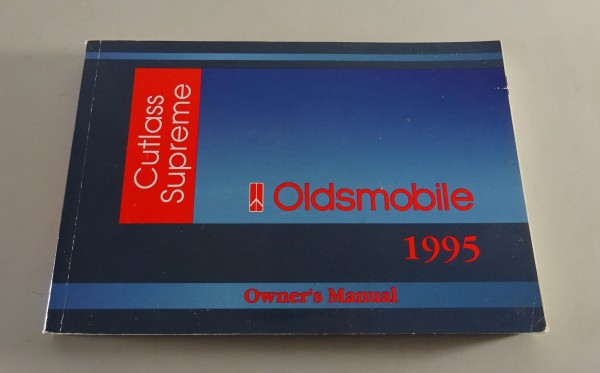 Cutlass
Supreme
Oldsmobile
1995
Owner's Manual